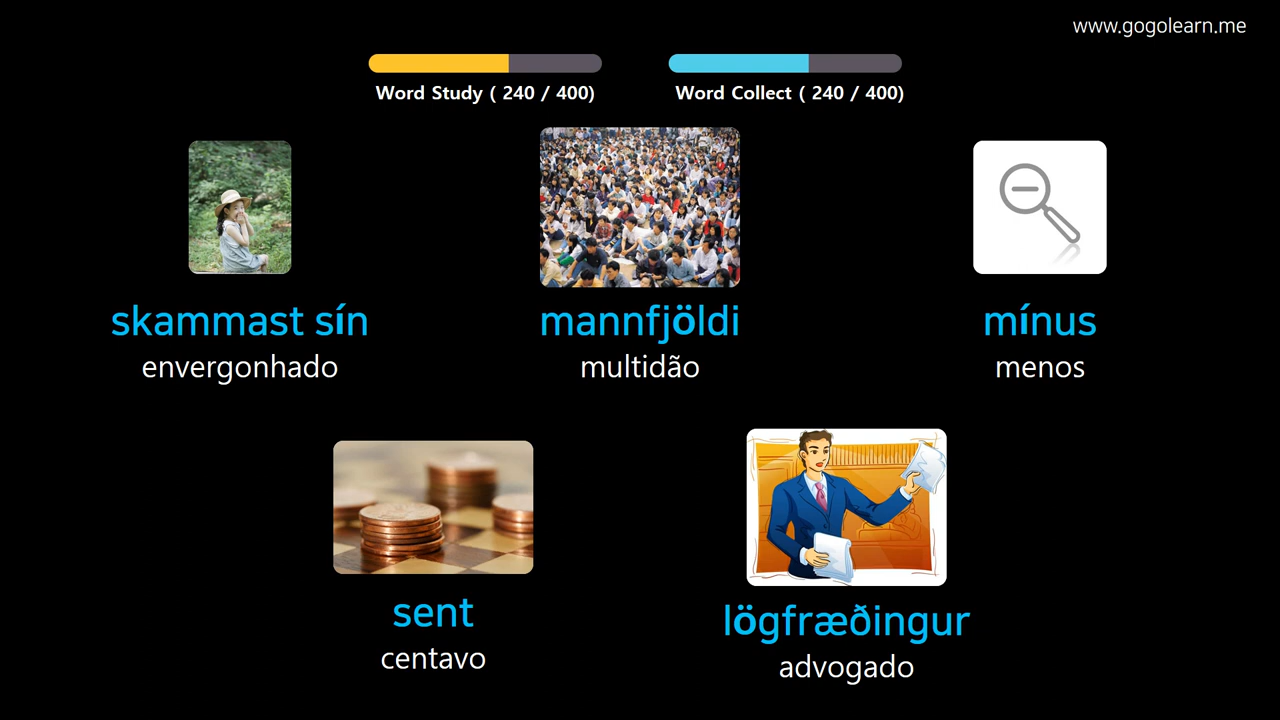 www.gogolearn.me
Word Study ( 240 / 400)
Word Collect ( 240 / 400)
skammast sín
envergonhado
mannfjöldi
multidão
mínus
menos
sent
centavo
lögfræðingur
advogado